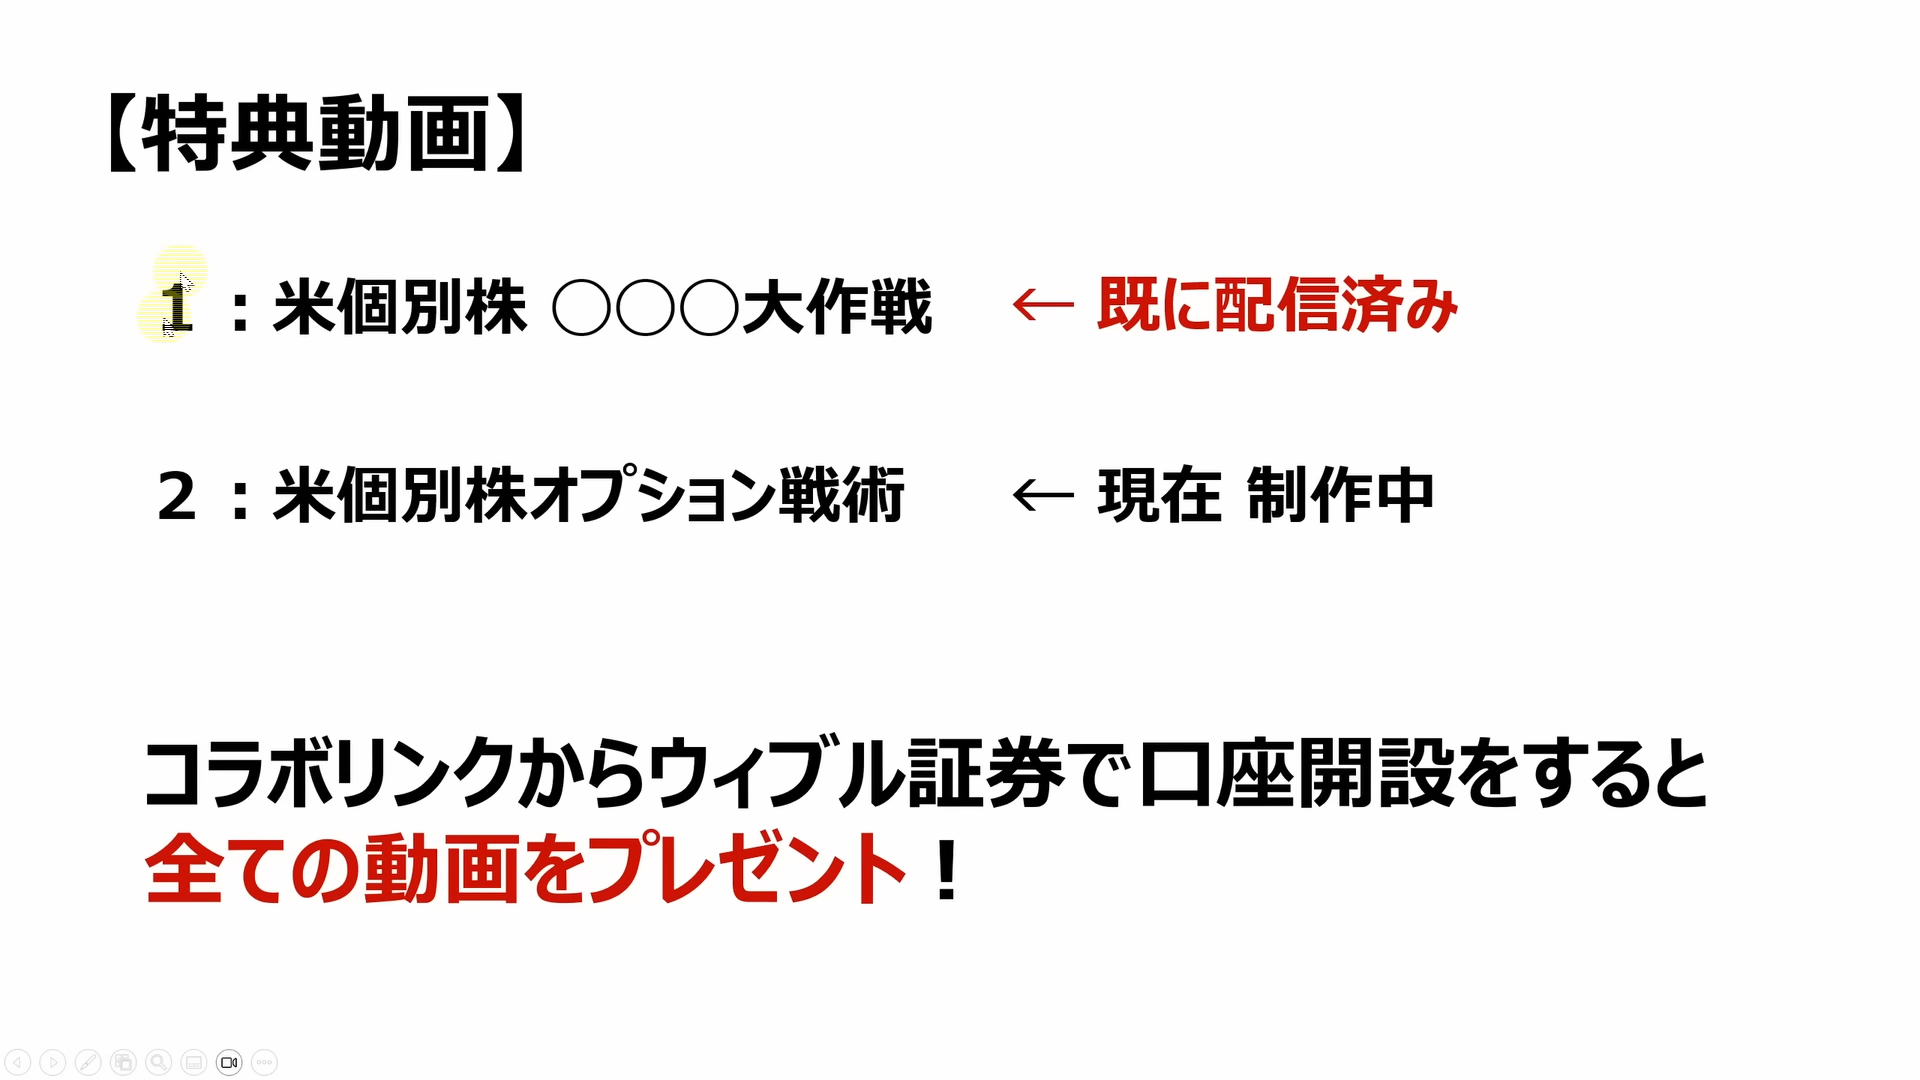 【特典動画】
1：米個別株 ○○○大作戦 ← 既に配信済み
2：米個別株オプション戦術 ← 現在 制作中
コラボリンクからウィブル証券で口座開設をすると
全ての動画をプレゼント！